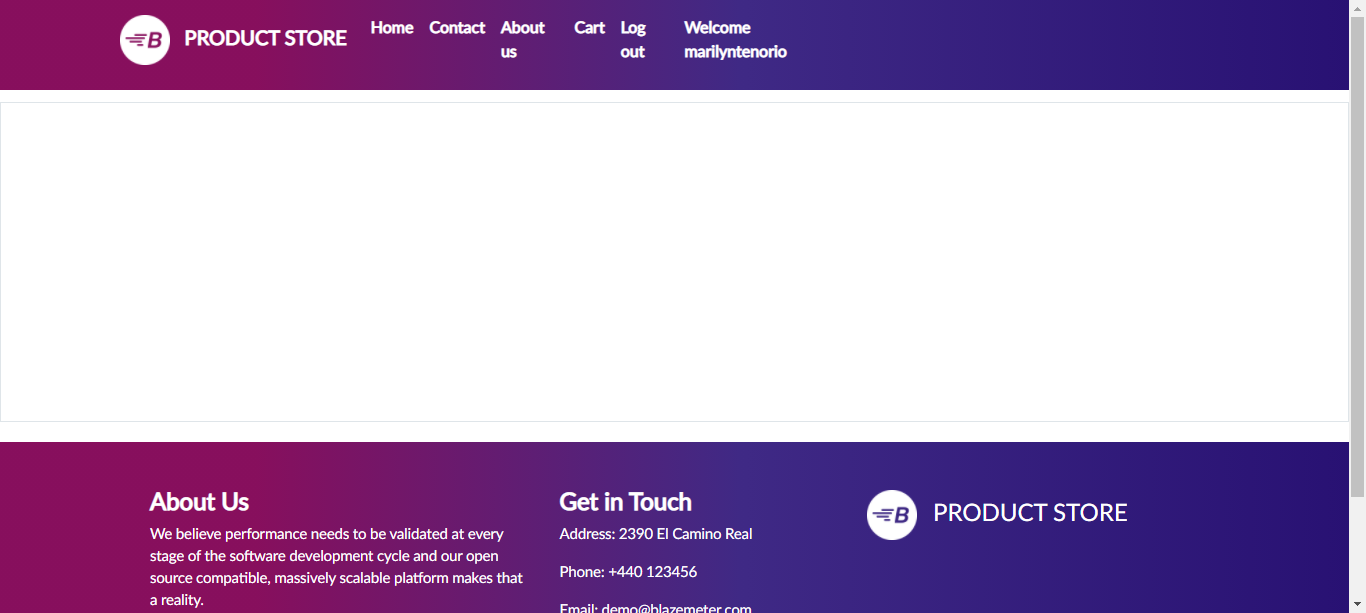 B PRODUCT STORE Home Contact About us Cart Log out Welcome marilyntenorio
About Us
We believe performance needs to be validated at every
stage of the software development cycle and our open
source compatible, massively scalable platform makes that
a reality.
Get in Touch
Address: 2390 El Camino Real
Phone: +440 123456
Email: demo@blazemeter.com
B PRODUCT STORE